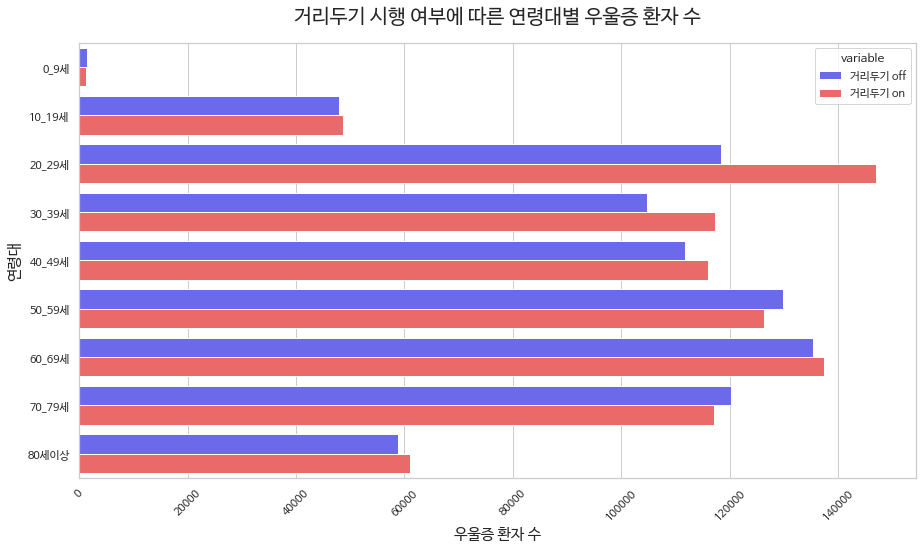 거리두기 시행 여부에 따른 연령대별 우울증 환자 수
variable
거리두기 off
거리두기 on
연령대
0_9세
10_19세
20_29세
30_39세
40_49세
50_59세
60_69세
70_79세
80세이상
0
20000
40000
60000
80000
100000
120000
140000
우울증 환자 수